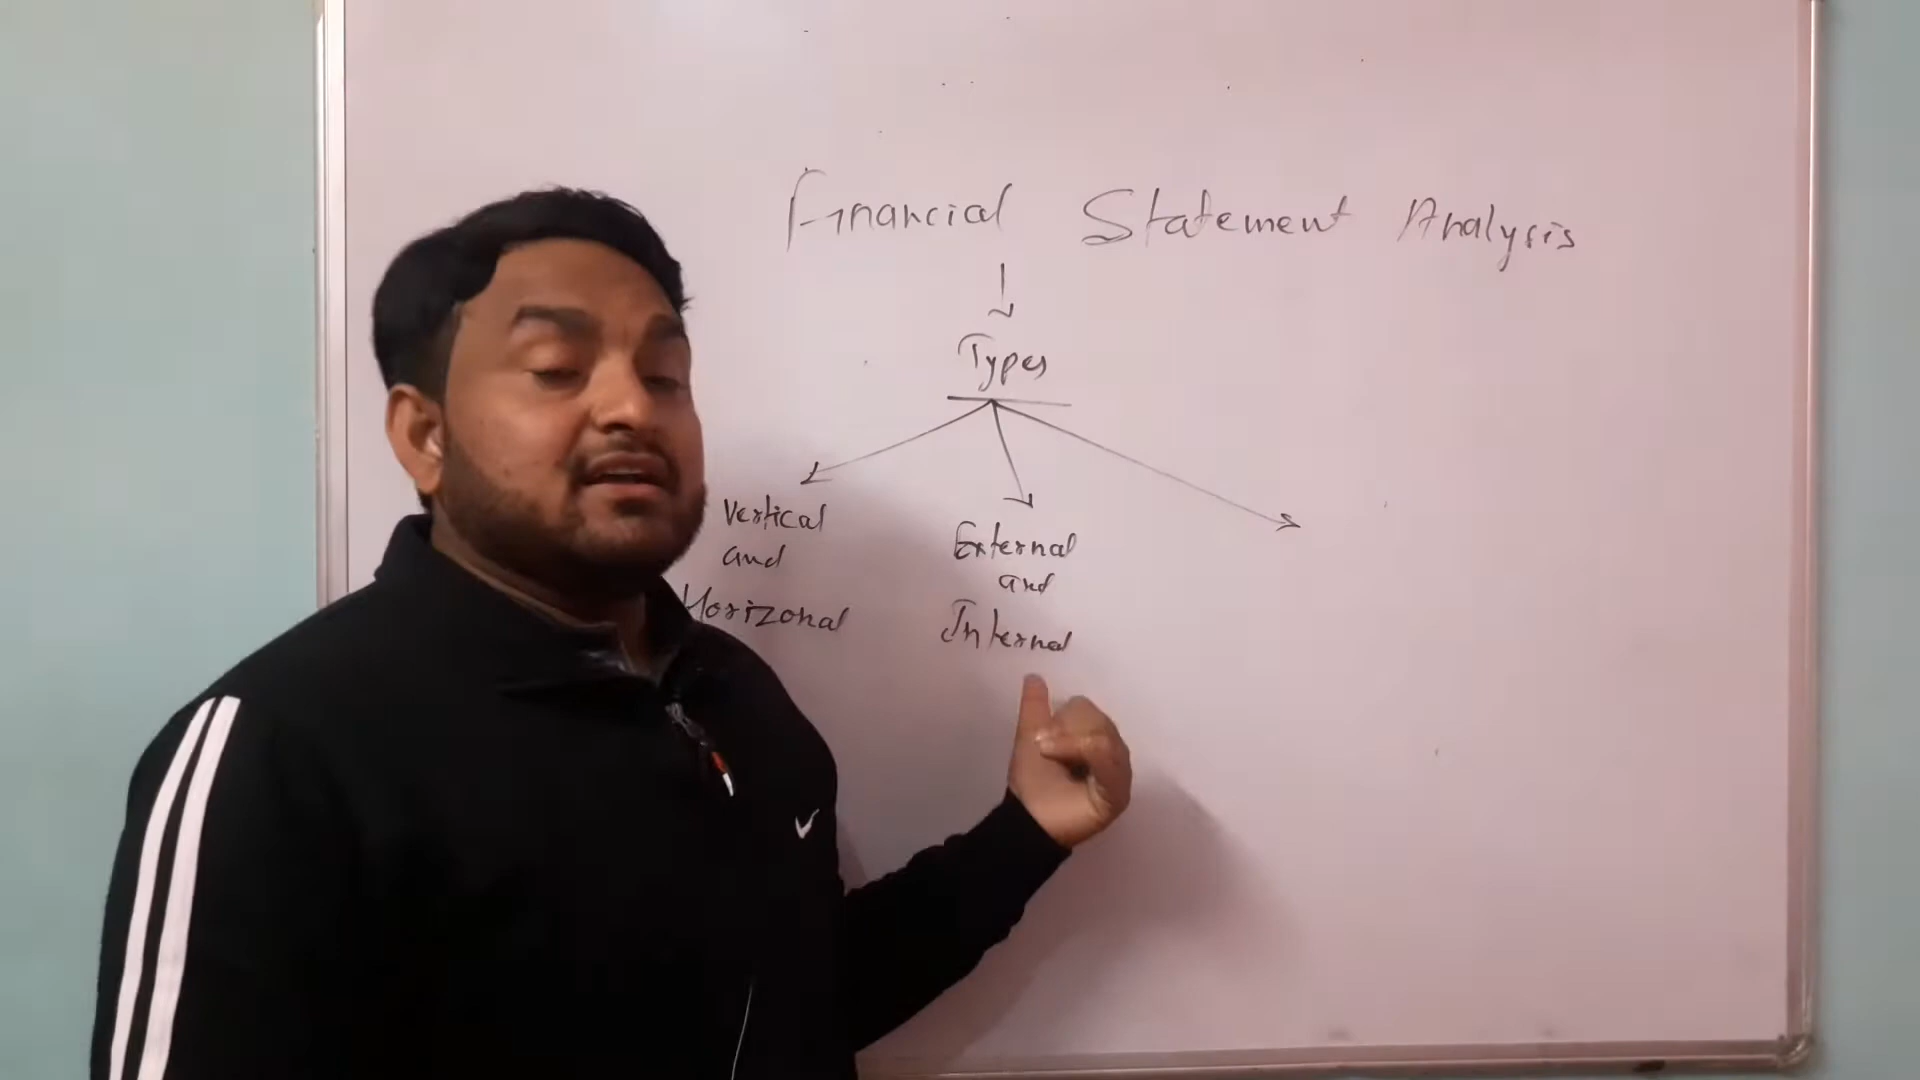 Financial Statement Analysis
Types
Vertical
and
Horizonal
External
and
Internal